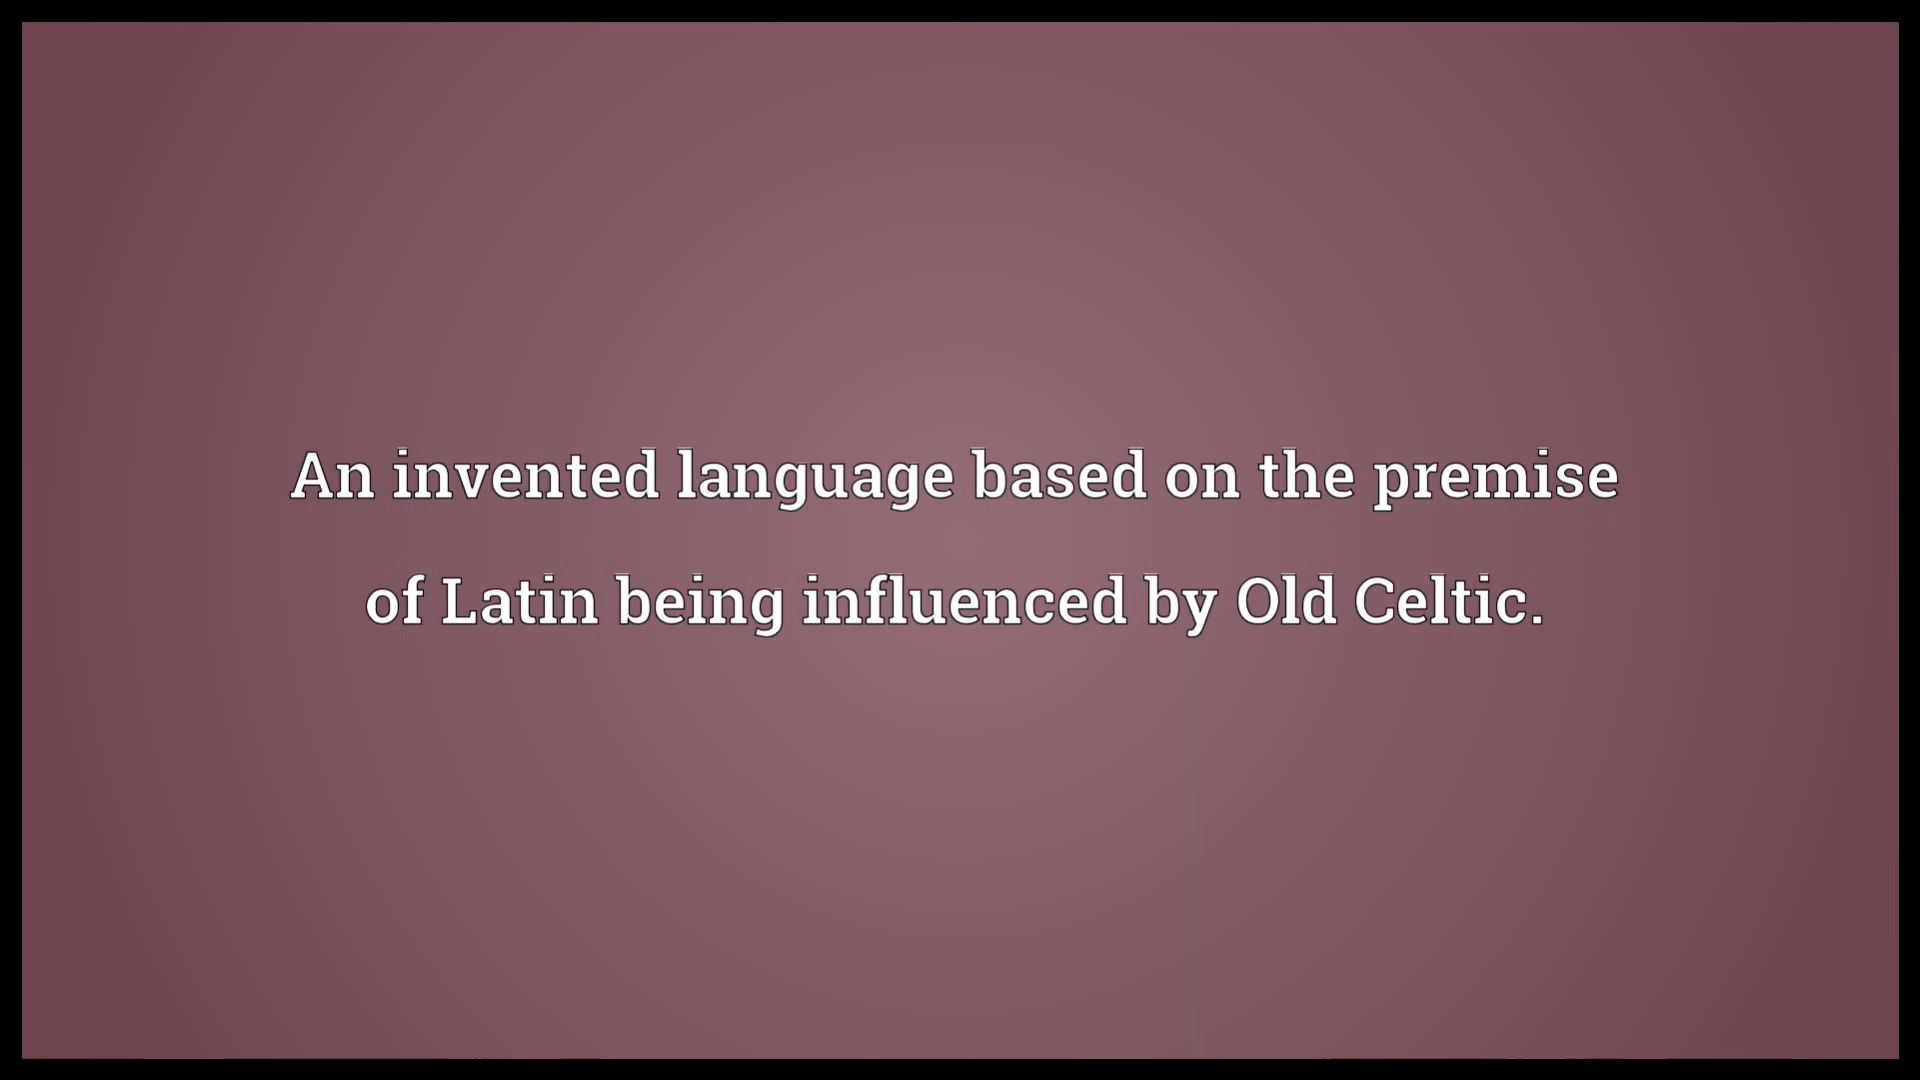 An invented language based on the premise
of Latin being influenced by Old Celtic.